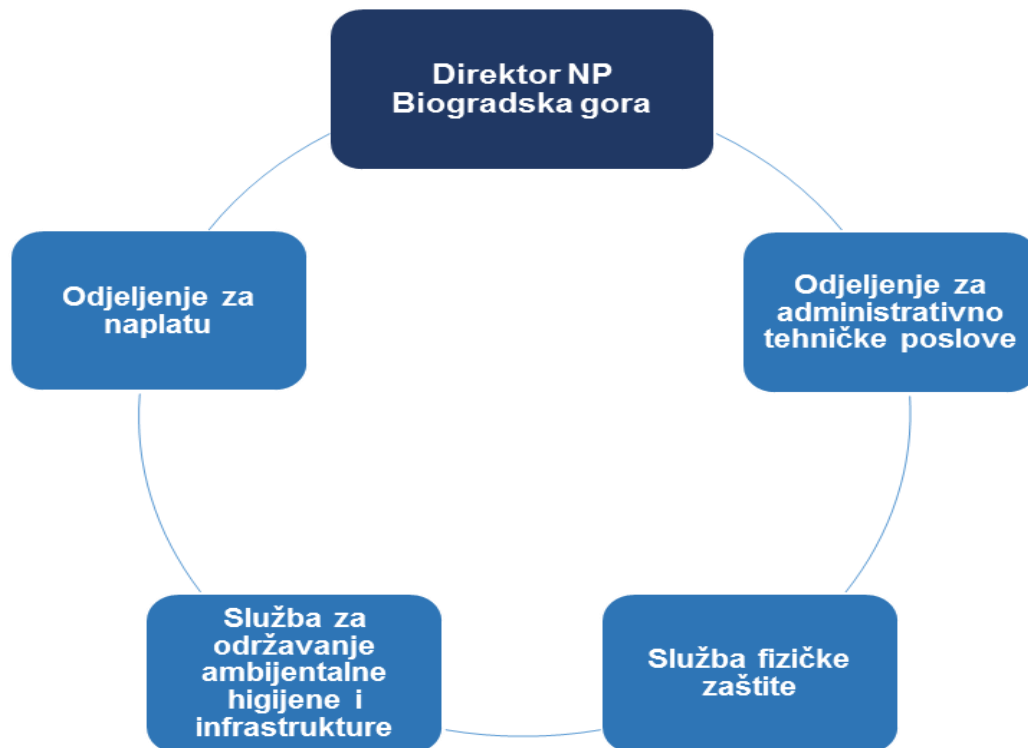 Direktor NP
Biogradska gora
Odjeljenje za
naplatu
Odjeljenje za
administrativno
tehničke poslove
Služba za
održavanje
ambijentalne
higijene i
infrastrukture
Služba fizičke
zaštite